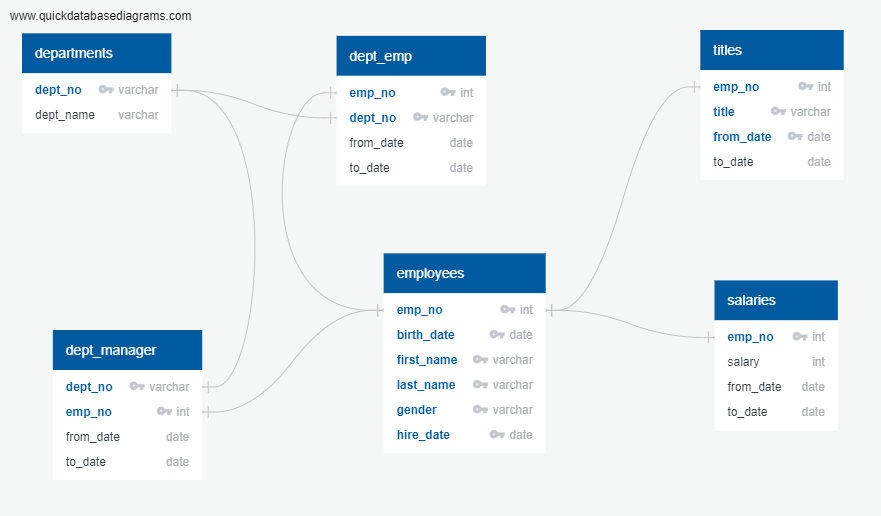 www.quickdatabasediagrams.com
departments
dept_no varchar
dept_name varchar
dept_emp
emp_no int
dept_no varchar
from_date date
to_date date
titles
emp_no int
title varchar
from_date date
to_date date
employees
emp_no int
birth_date date
first_name varchar
last_name varchar
gender varchar
hire_date date
salaries
emp_no int
salary int
from_date date
to_date date
dept_manager
dept_no varchar
emp_no int
from_date date
to_date date